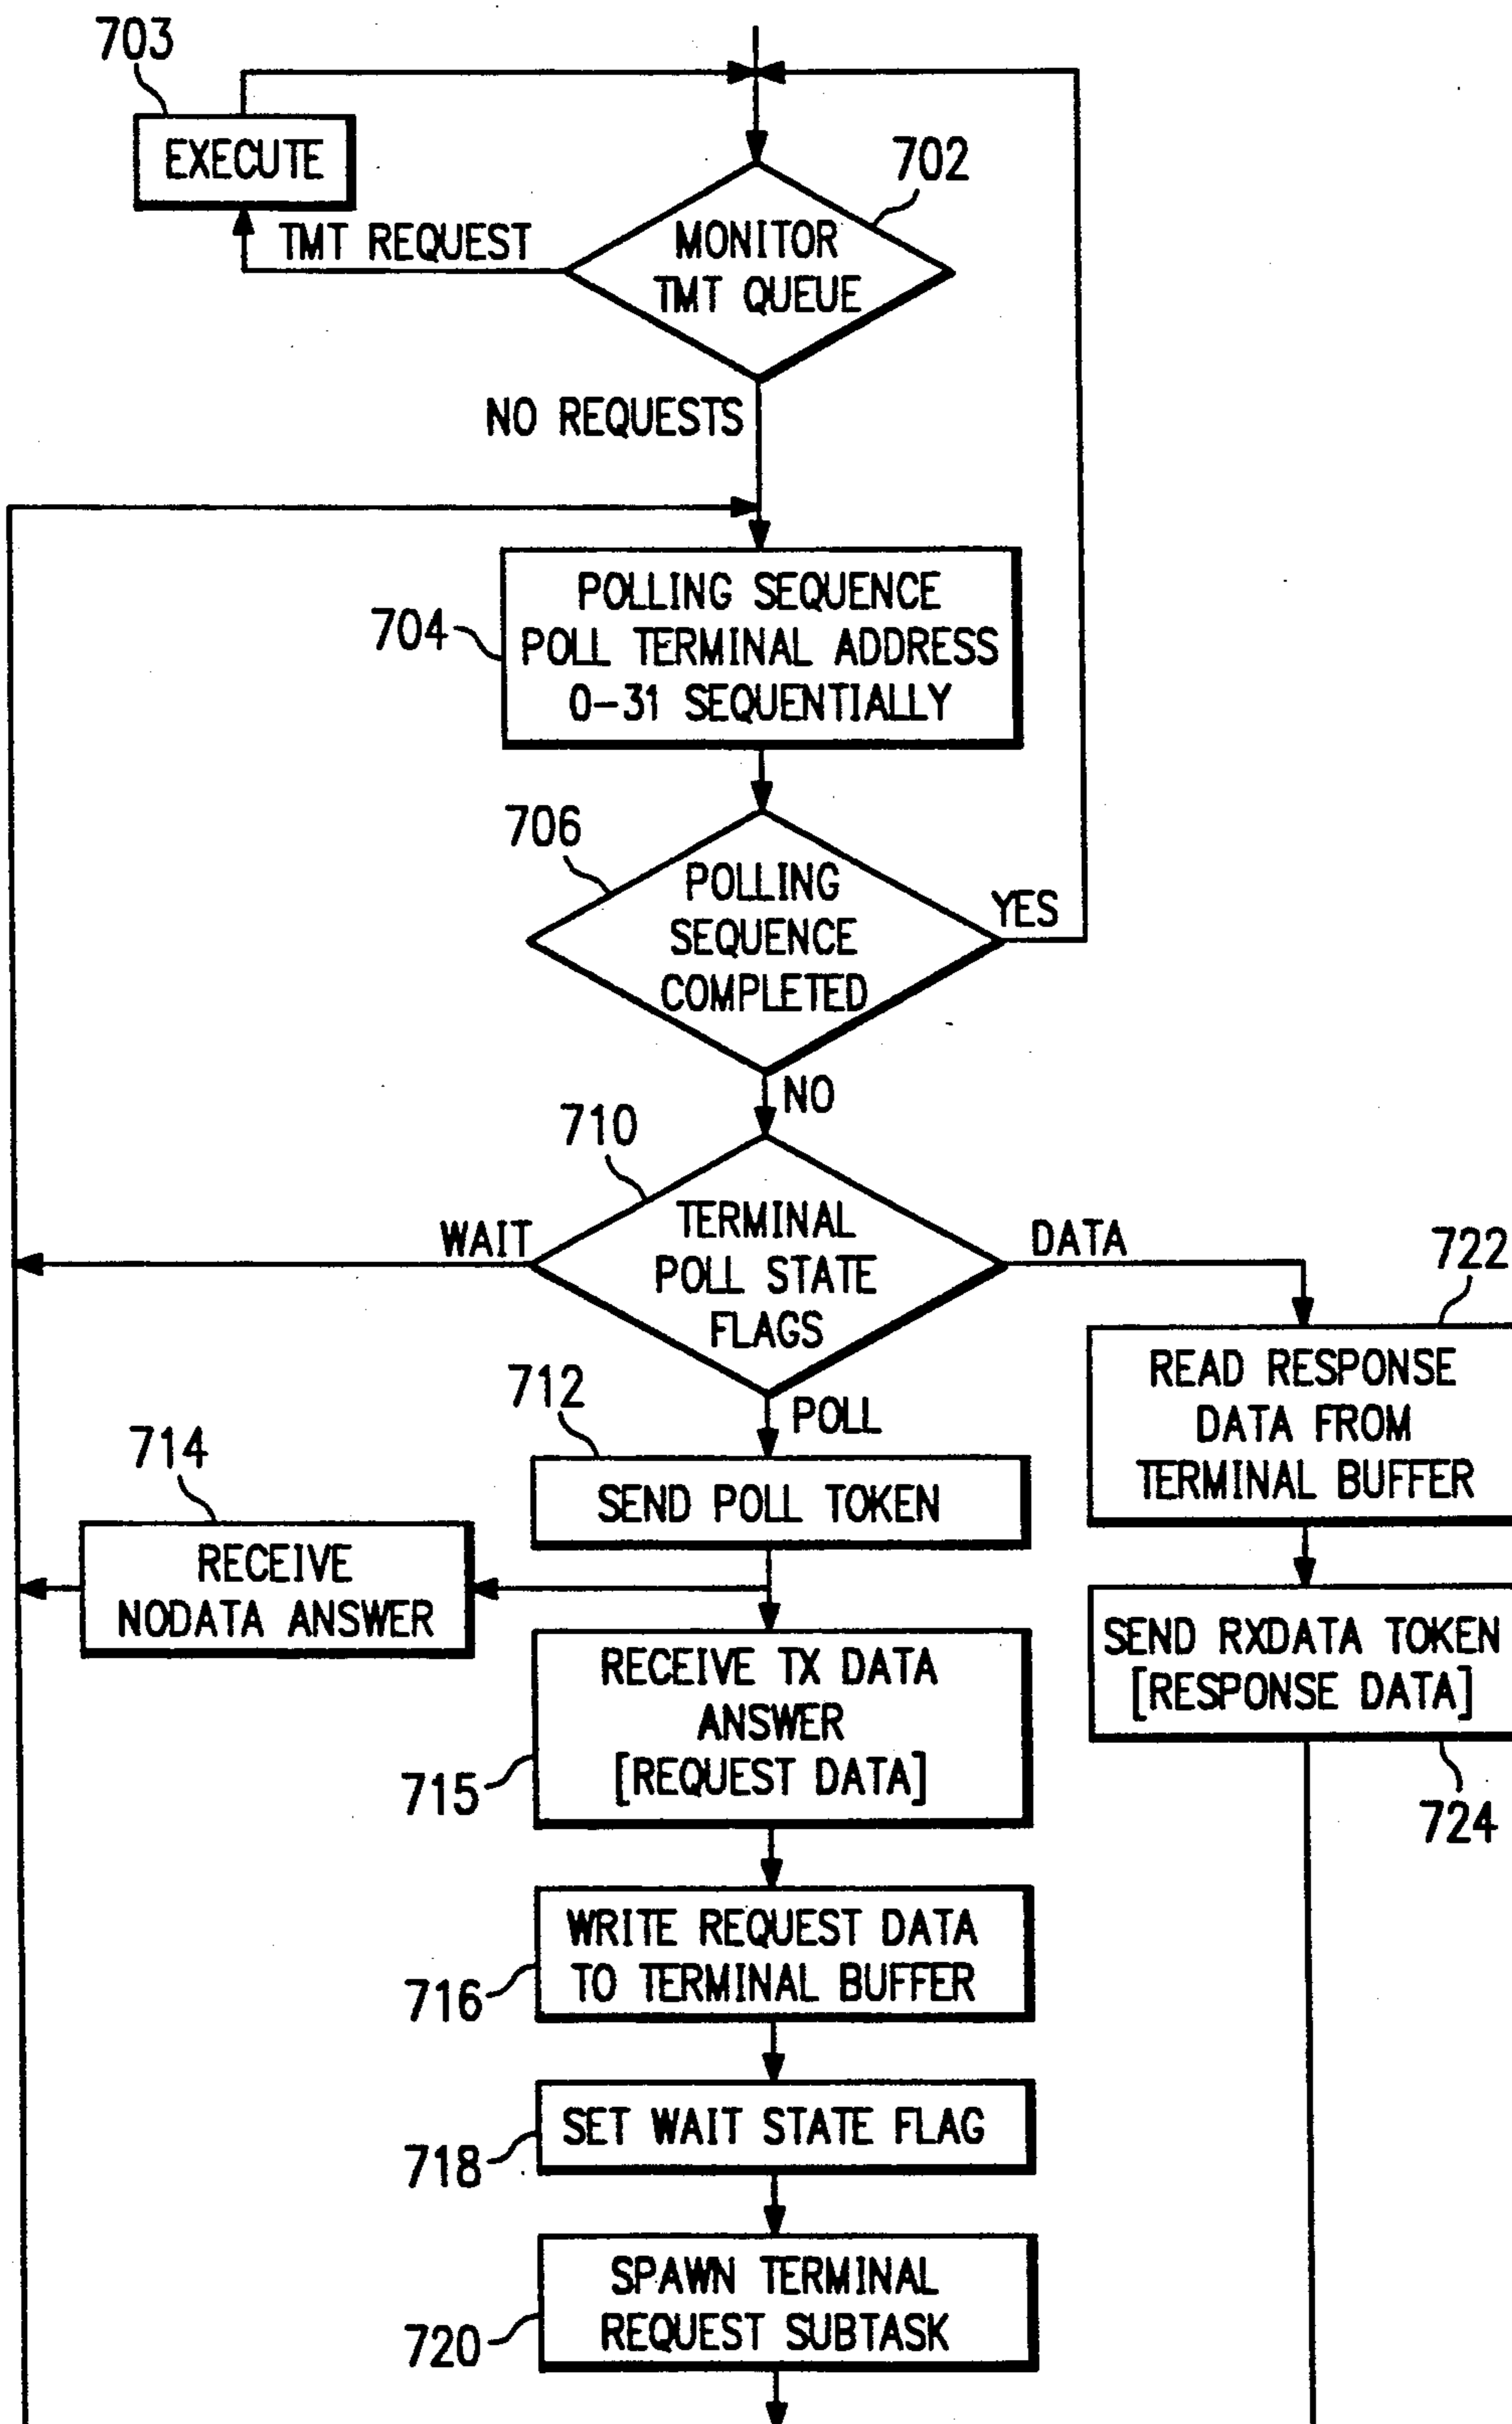 703
EXECUTE
702
TMT REQUEST
MONITOR
TMT QUEUE
NO REQUESTS
704
POLLING SEQUENCE
POLL TERMINAL ADDRESS
0-31 SEQUENTIALLY
706
POLLING
SEQUENCE
COMPLETED
YES
NO
710
TERMINAL
POLL STATE
FLAGS
WAIT
DATA
722
READ RESPONSE
DATA FROM
TERMINAL BUFFER
712
POLL
SEND POLL TOKEN
714
RECEIVE
NODATA ANSWER
SEND RXDATA TOKEN
[RESPONSE DATA]
724
RECEIVE TX DATA
ANSWER
[REQUEST DATA]
715
WRITE REQUEST DATA
TO TERMINAL BUFFER
716
SET WAIT STATE FLAG
718
SPAWN TERMINAL
REQUEST SUBTASK
720